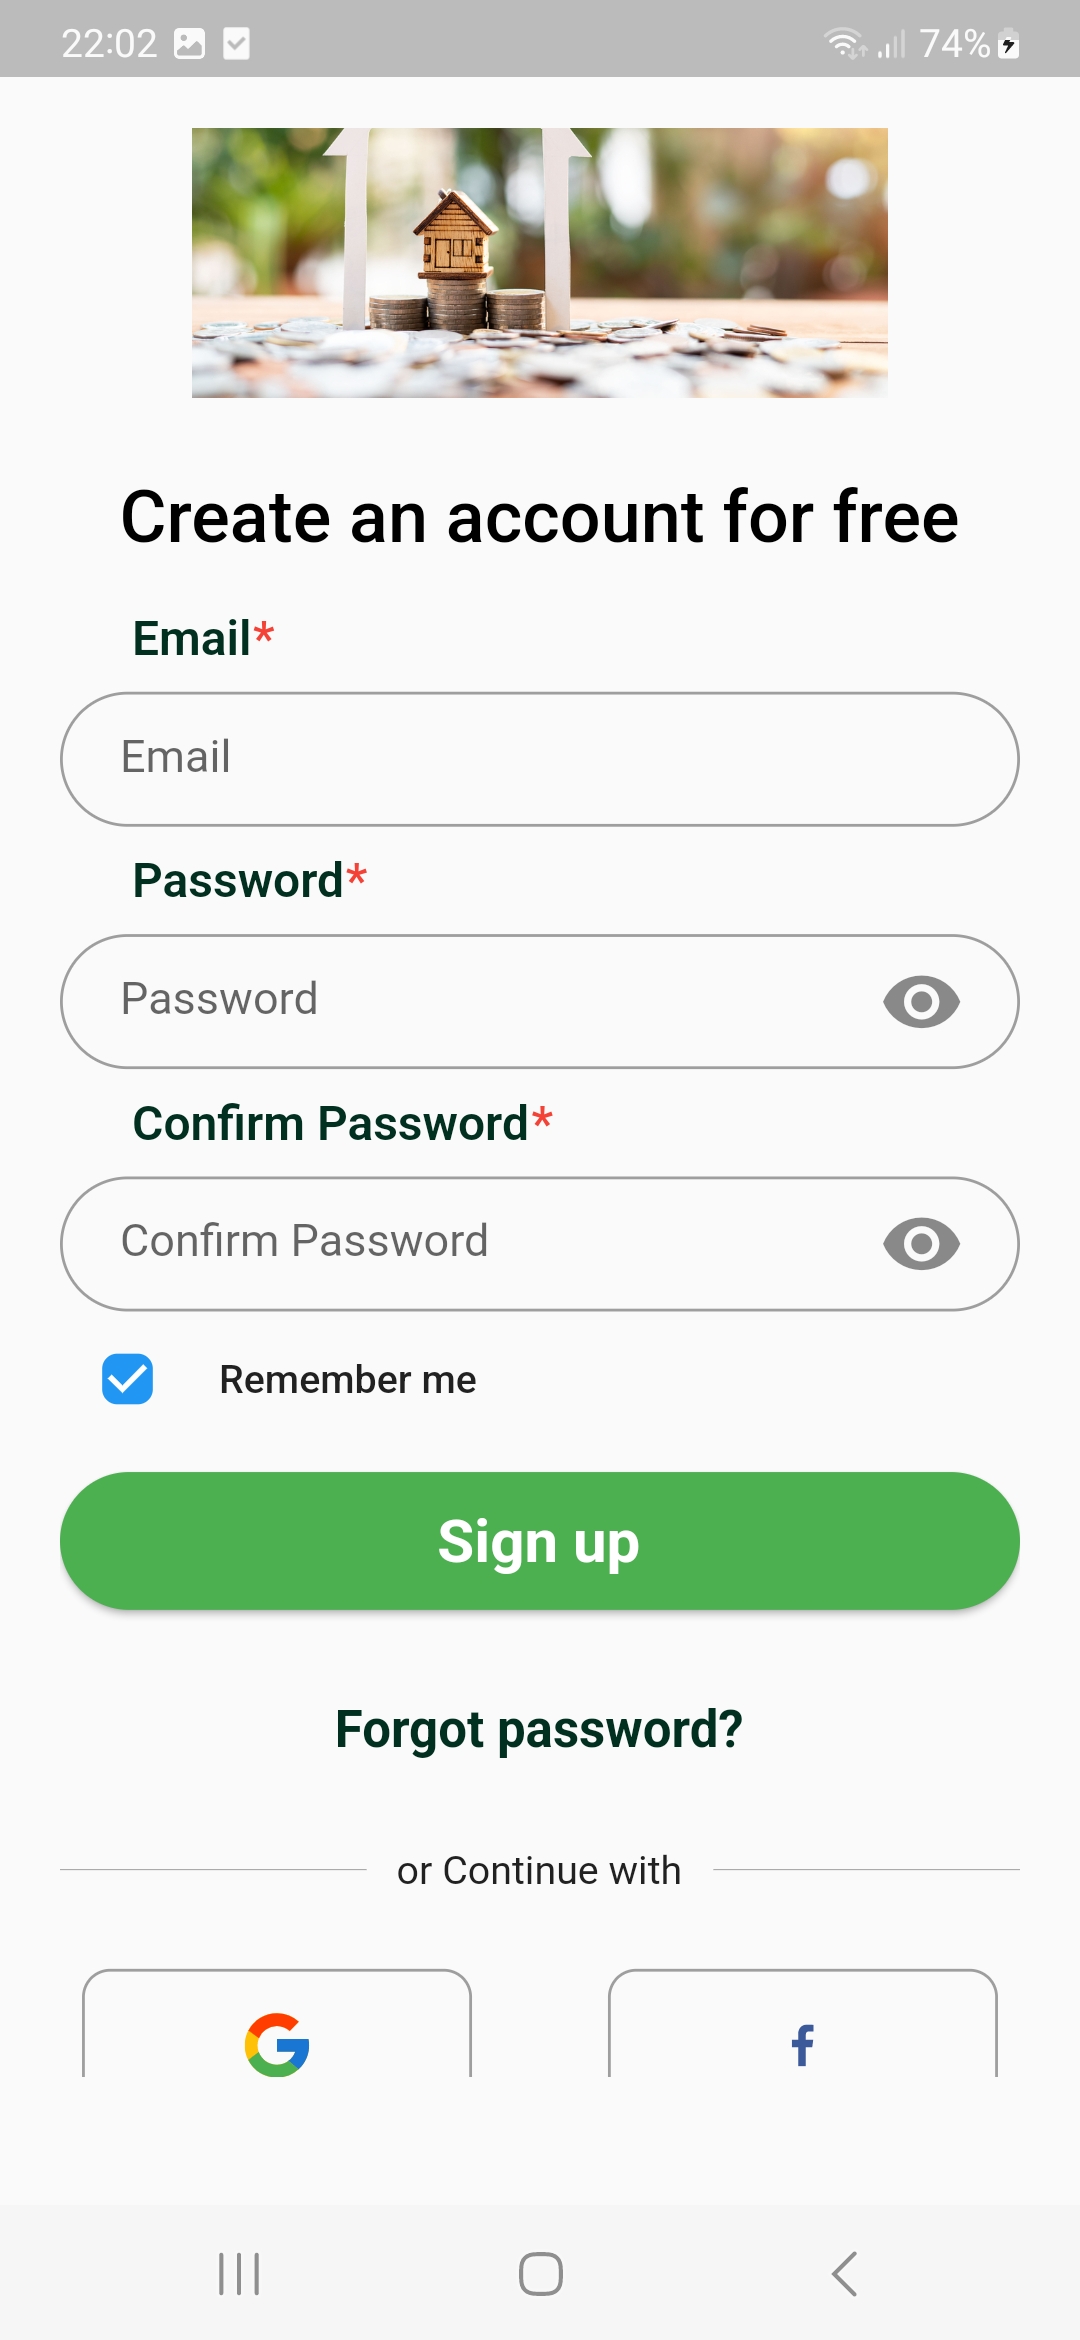 22:02 74%
Create an account for free
Email*
Email
Password*
Password
Confirm Password*
Confirm Password
Remember me
Sign up
Forgot password?
or Continue with